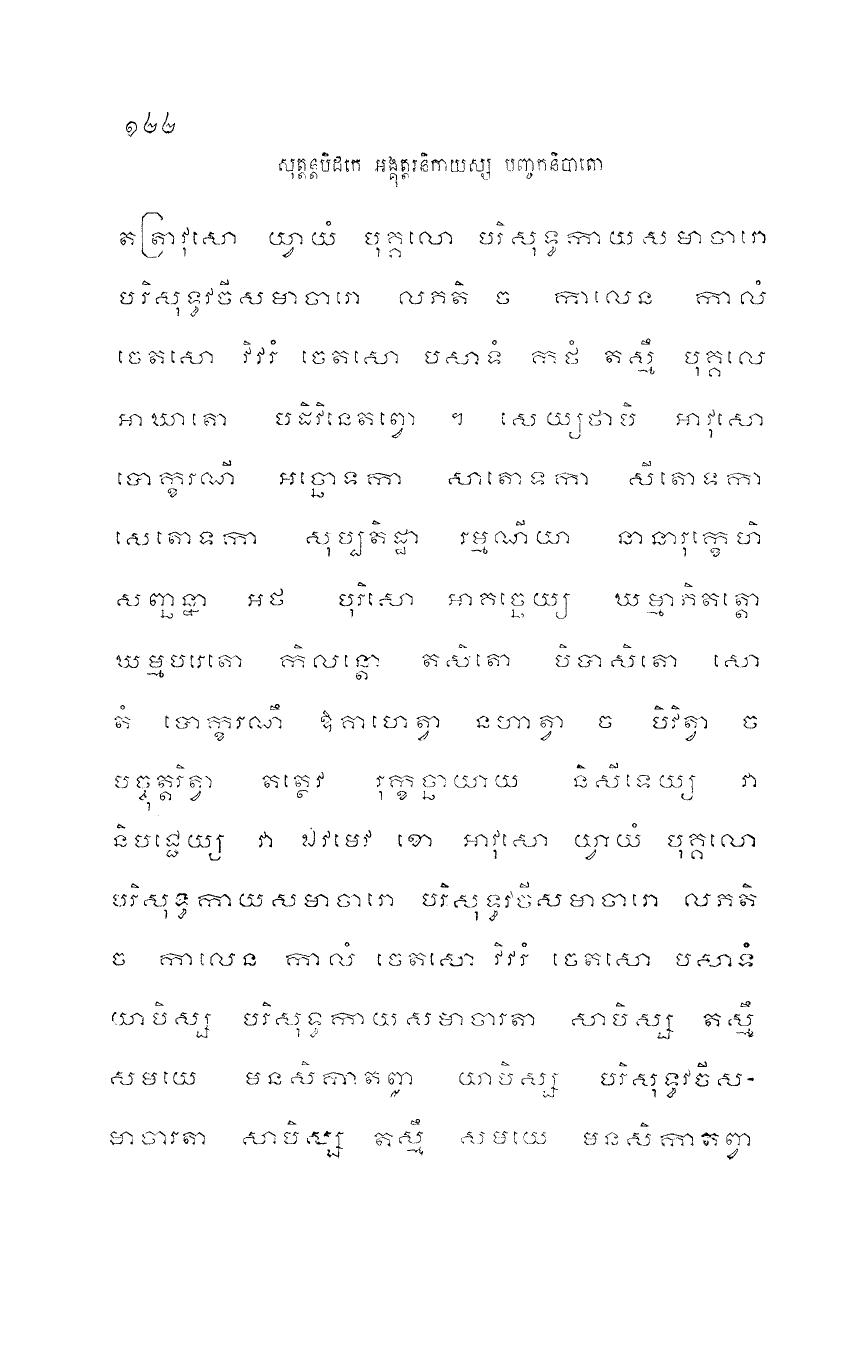 ១៤៤
សុត្តន្តបិដកេ អង្គុត្តរនិកាយស្ស បញ្ចកនិបាតោ
តត្រាវុសោ យ្វាយំ បុគ្គលោ បរិសុទ្ធកាយសមាចារោ
បរិសុទ្ធវចីសមាចារោ លភតិ ច កាលេន កាលំ
ចេតសោ វិវរំ ចេតសោ បសាទំ កថំ តស្មឹ បុគ្គលេ
អាឃាតោ បដិវិនេតព្វោ ។ សេយ្យថាបិ អាវុសោ
បោក្ខរណី អច្ឆោទកា សាតោទកា សីតោទកា
សេតោទកា សុប្បតិដ្ឋា រម្មណីយា នានារុក្ខេហិ
សញ្ឆន្នា អថ បុរិសោ អាគច្ឆេយ្យ ឃម្មាភិតត្តោ
ឃម្មបរេតោ កិលន្តោ តសិតោ បិបាសិតោ សោ
តំ បោក្ខរណឹ ឱគាហេត្វា នហាត្វា ច បិវិត្វា ច
បច្ចុត្តរិត្វា តត្ថេវ រុក្ខច្ឆាយាយ និសីទេយ្យ វា
និបជ្ជេយ្យ វា ឯវមេវ ខោ អាវុសោ យ្វាយំ បុគ្គលោ
បរិសុទ្ធកាយសមាចារោ បរិសុទ្ធវចីសមាចារោ លភតិ
ច កាលេន កាលំ ចេតសោ វិវរំ ចេតសោ បសាទំ
យាបិស្ស បរិសុទ្ធកាយសមាចារតា សាបិស្ស តស្មឹ
សមយេ មនសិកាតព្វា យាបិស្ស បរិសុទ្ធវចីស-
មាចារតា សាបិស្ស តស្មឹ សមយេ មនសិកាតព្វា